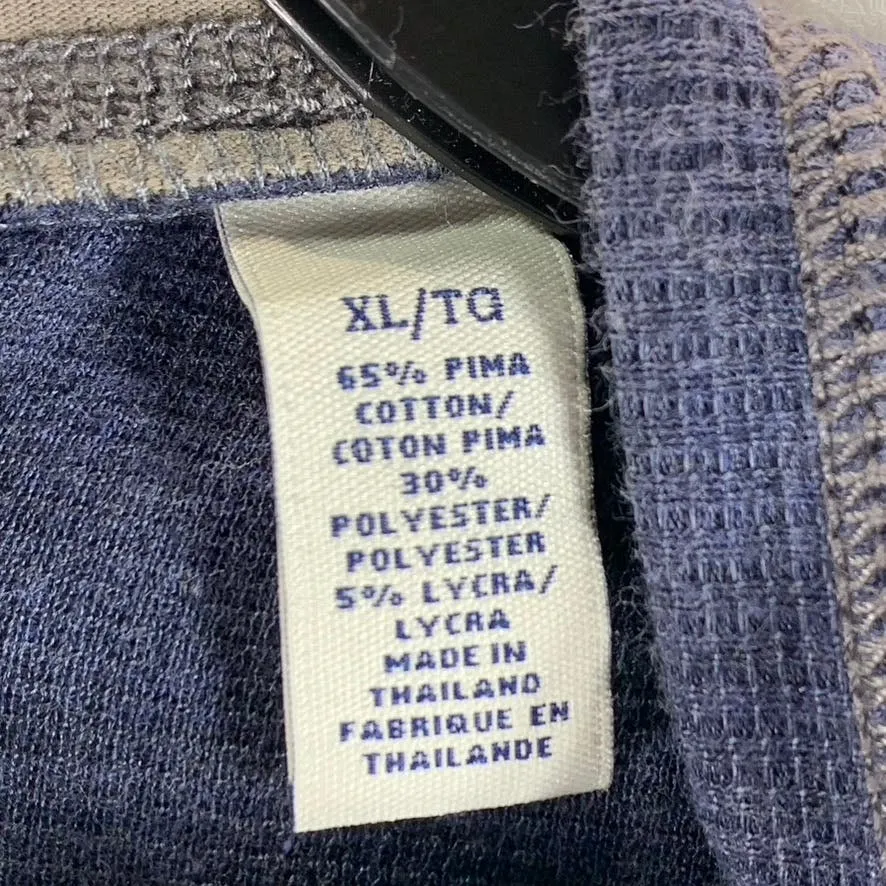 XL/TG
65% PIMA
COTTON/
COTON PIMA
30%
POLYESTER/
POLYESTER
5% LYCRA/
LYCRA
MADE IN
THAILAND
FABRIQUE EN
THAILANDE